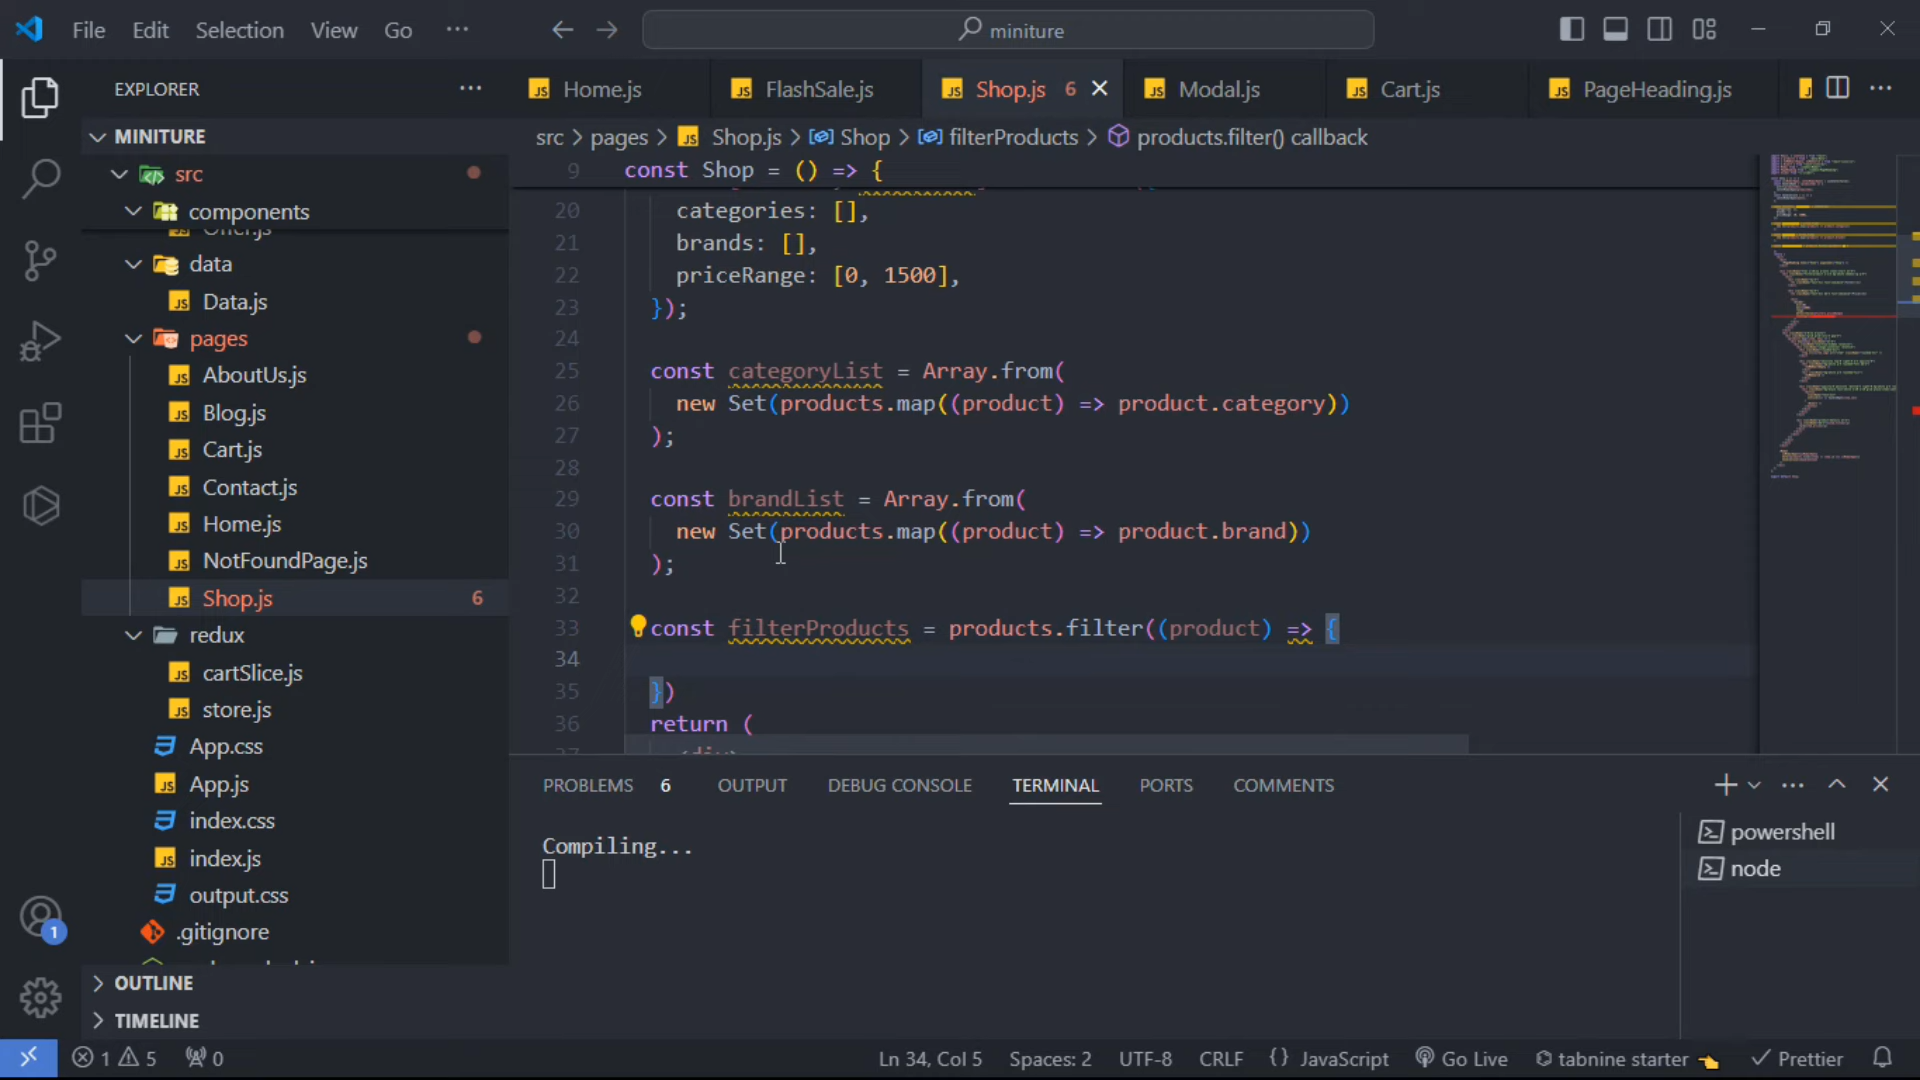 File Edit Selection View Go ··· miniture
EXPLORER ···
MINITURE
src
components
Offer.js
data
Data.js
pages
AboutUs.js
Blog.js
Cart.js
Contact.js
Home.js
NotFoundPage.js
Shop.js 6
redux
cartSlice.js
store.js
App.css
App.js
index.css
index.js
output.css
.gitignore
OUTLINE
TIMELINE
1
Home.js FlashSale.js Shop.js 6 Modal.js Cart.js PageHeading.js ···
src > pages > Shop.js > Shop > filterProducts > products.filter() callback
9 const Shop = () => {
20 categories: [],
21 brands: [],
22 priceRange: [0, 1500],
23 });
24
25 const categoryList = Array.from(
26 new Set(products.map((product) => product.category))
27 );
28
29 const brandList = Array.from(
30 new Set(products.map((product) => product.brand))
31 );
32
33 const filterProducts = products.filter((product) => {
34
35 })
36 return (
37 <div>
PROBLEMS 6 OUTPUT DEBUG CONSOLE TERMINAL PORTS COMMENTS
Compiling...
powershell
node
1 5 0 Ln 34, Col 5 Spaces: 2 UTF-8 CRLF {} JavaScript Go Live tabnine starter Prettier